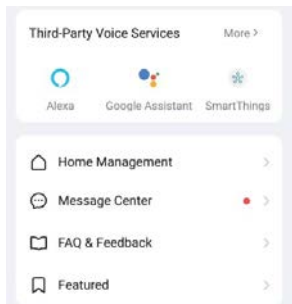 Third-Party Voice Services More >
Alexa Google Assistant SmartThings
Home Management
Message Center
FAQ & Feedback
Featured